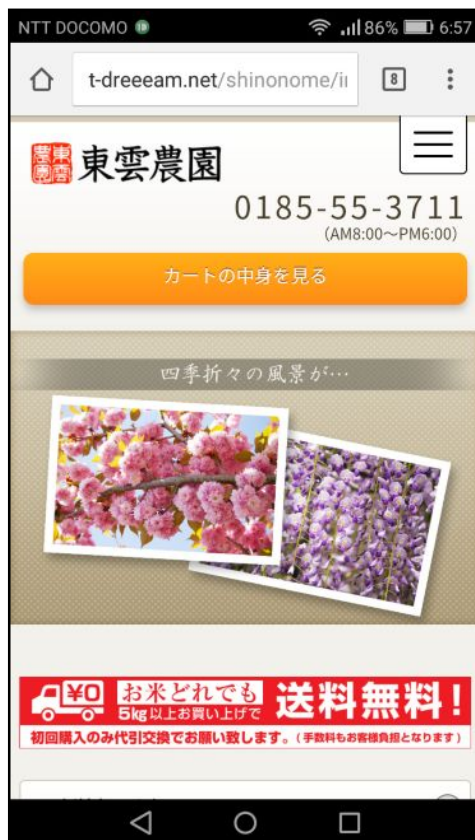 NTT DOCOMO
86% 6:57
t-dreeeam.net/shinonome/i
8
東雲農園 東雲農園
0185-55-3711
(AM8:00～PM6:00)
カートの中身を見る
四季折々の風景が…
¥0 お米どれでも 送料無料!
5kg以上お買い上げで
初回購入のみ代引交換でお願い致します。(手数料もお客様負担となります)